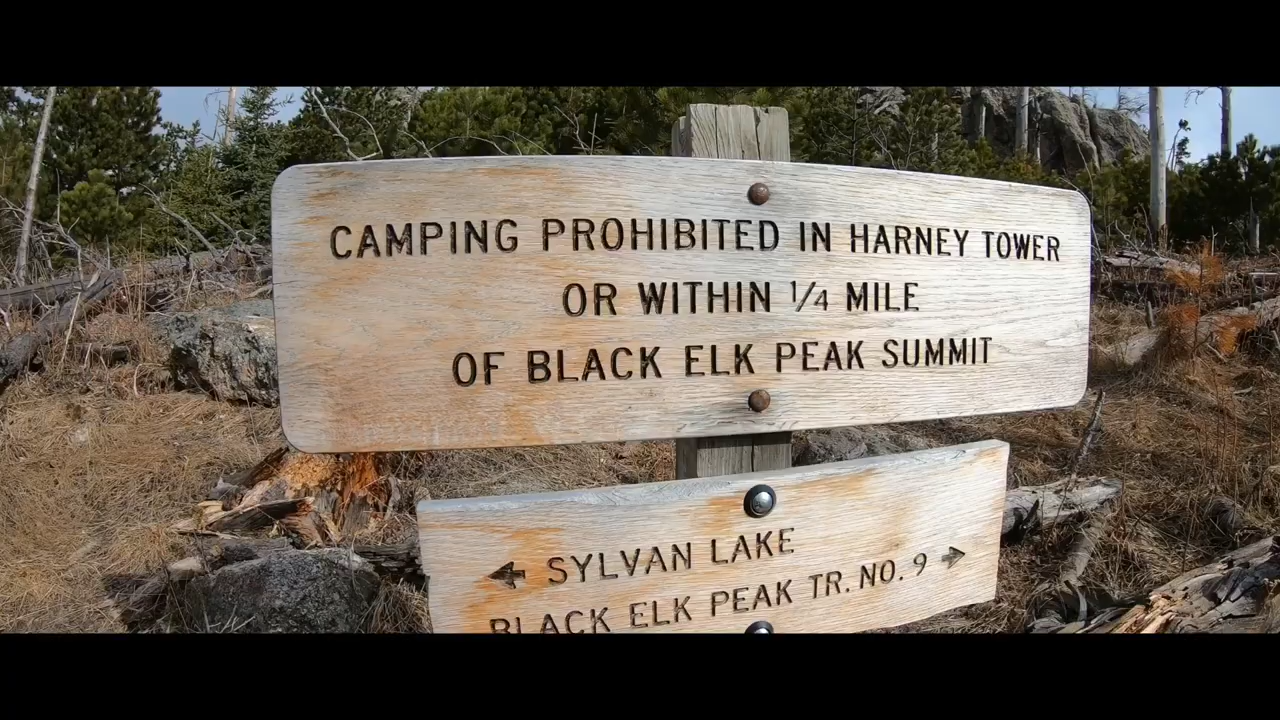 CAMPING PROHIBITED IN HARNEY TOWER
OR WITHIN 1/4 MILE
OF BLACK ELK PEAK SUMMIT
← SYLVAN LAKE
BLACK ELK PEAK TR. NO. 9 →